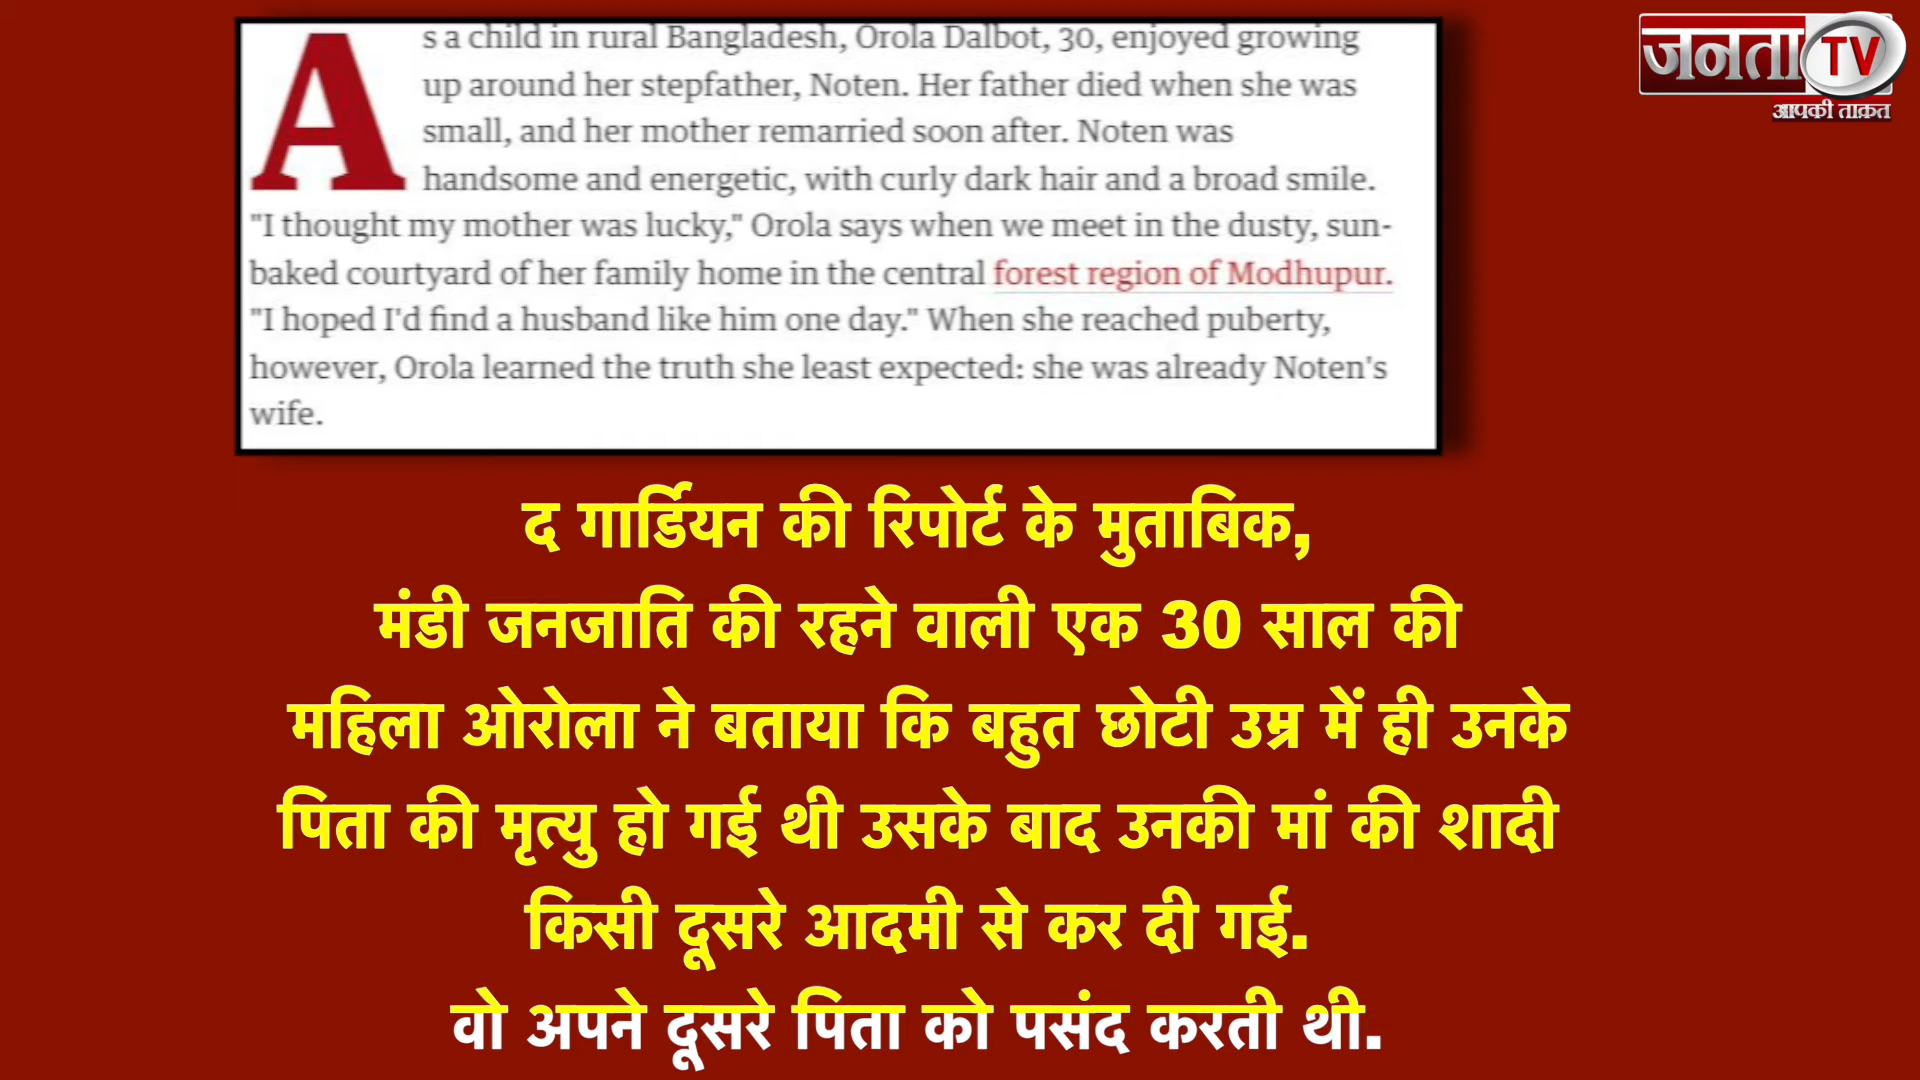 जनता TV
आपकी ताक़त
As a child in rural Bangladesh, Orola Dalbot, 30, enjoyed growing
up around her stepfather, Noten. Her father died when she was
small, and her mother remarried soon after. Noten was
handsome and energetic, with curly dark hair and a broad smile.
"I thought my mother was lucky," Orola says when we meet in the dusty, sun-
baked courtyard of her family home in the central forest region of Modhupur.
"I hoped I'd find a husband like him one day." When she reached puberty,
however, Orola learned the truth she least expected: she was already Noten's
wife.
द गार्डियन की रिपोर्ट के मुताबिक,
मंडी जनजाति की रहने वाली एक 30 साल की
महिला ओरोला ने बताया कि बहुत छोटी उम्र में ही उनके
पिता की मृत्यु हो गई थी उसके बाद उनकी मां की शादी
किसी दूसरे आदमी से कर दी गई.
वो अपने दूसरे पिता को पसंद करती थी.